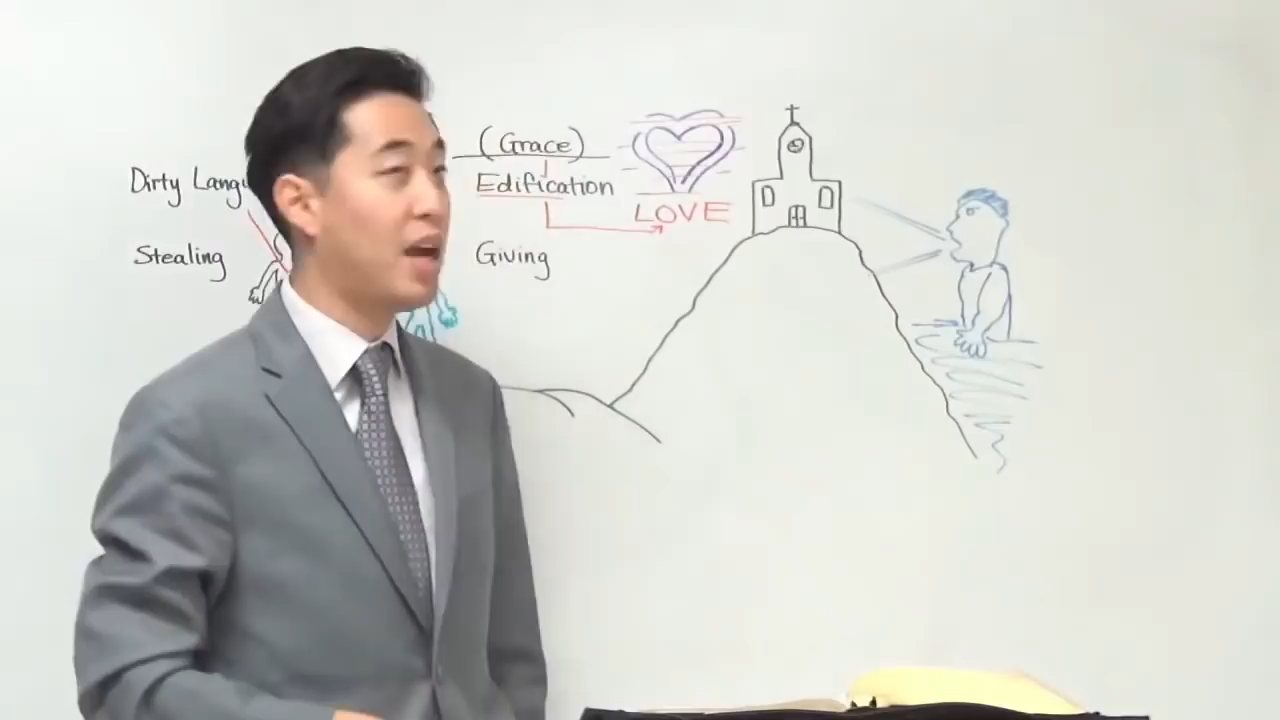 (Grace)
Dirty Langu
Edification
LOVE
Stealing
Giving